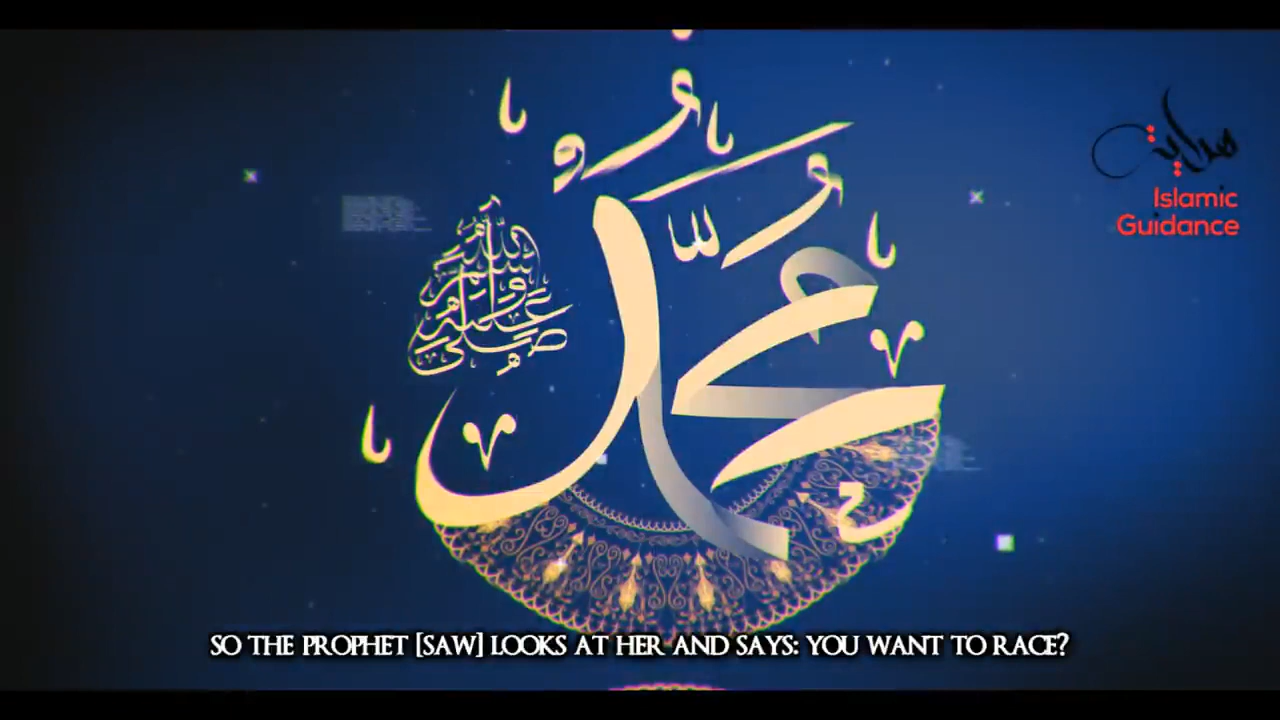 محمد
صلى الله عليه وسلم
هداية
Islamic
Guidance
SO THE PROPHET [SAW] LOOKS AT HER AND SAYS: YOU WANT TO RACE?